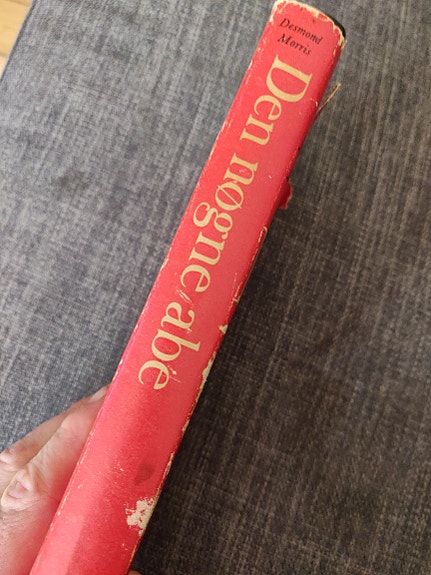 Desmond
Morris
Den nøgne abe